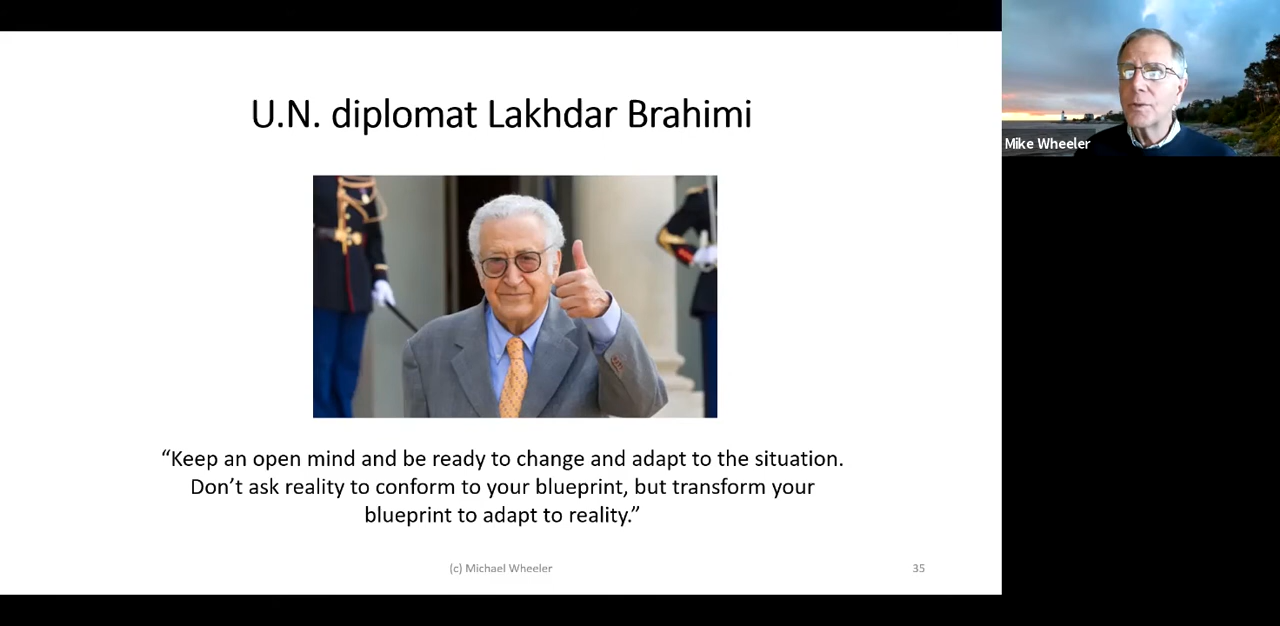 U.N. diplomat Lakhdar Brahimi
Mike Wheeler
“Keep an open mind and be ready to change and adapt to the situation.
Don’t ask reality to conform to your blueprint, but transform your
blueprint to adapt to reality.”
(c) Michael Wheeler
35